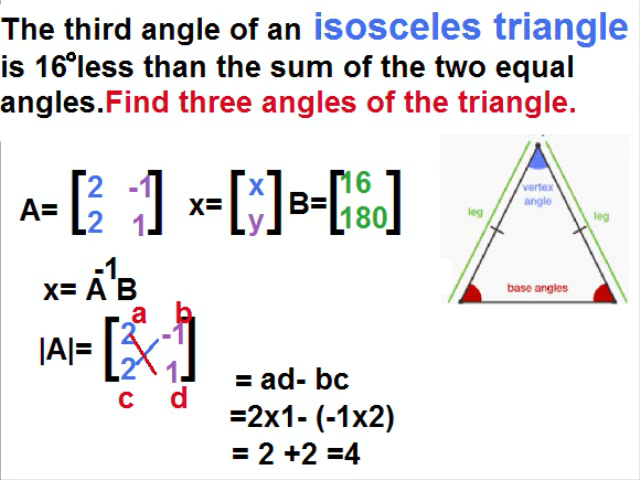 The third angle of an isosceles triangle
is 16° less than the sum of the two equal
angles.Find three angles of the triangle.
A= [2 -1
2 1]
x= [x
y]
B= [16
180]
vertex
angle
leg
leg
base angles
x= A⁻¹B
a b
|A|= [2 -1
2 1]
c d
= ad- bc
=2x1- (-1x2)
= 2 +2 =4